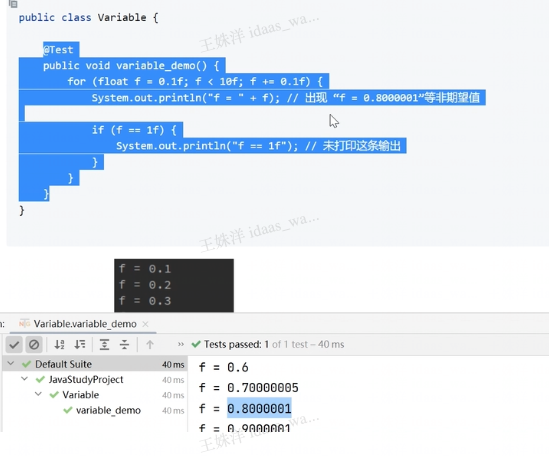 public class Variable {
王姝洋 idaas_wa...
@Test
public void variable_demo() {
for (float f = 0.1f; f < 10f; f += 0.1f) {
System.out.println("f = " + f); // 出现 “f = 0.8000001”等非期望值
if (f == 1f) {
System.out.println("f == 1f"); // 未打印这条输出
}
}
}
}
王姝洋 idaas_wa...
f = 0.1
f = 0.2
f = 0.3
n: Variable.variable_demo ×
>> Tests passed: 1 of 1 test – 40 ms
Default Suite 40 ms
JavaStudyProject 40 ms
Variable 40 ms
variable_demo 40 ms
f = 0.6
f = 0.70000005
f = 0.8000001
f = 0.9000001
王姝洋 idaas_wa...